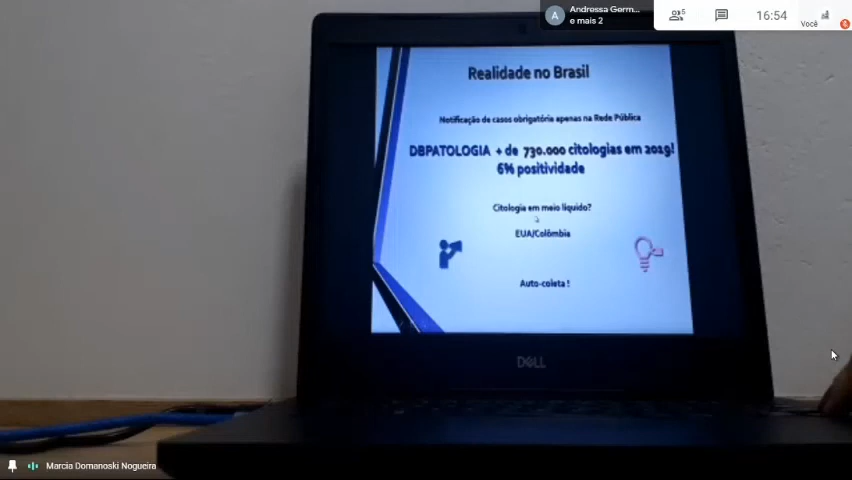 Andressa Germ...
e mais 2
5
16:54
Você
Realidade no Brasil
Notificação de casos obrigatória apenas na Rede Pública
DBPATOLOGIA + de 730.000 citologias em 2019!
6% positividade
Citologia em meio líquido?
EUA/Colômbia
Auto-coleta !
DELL
Marcia Domanoski Nogueira